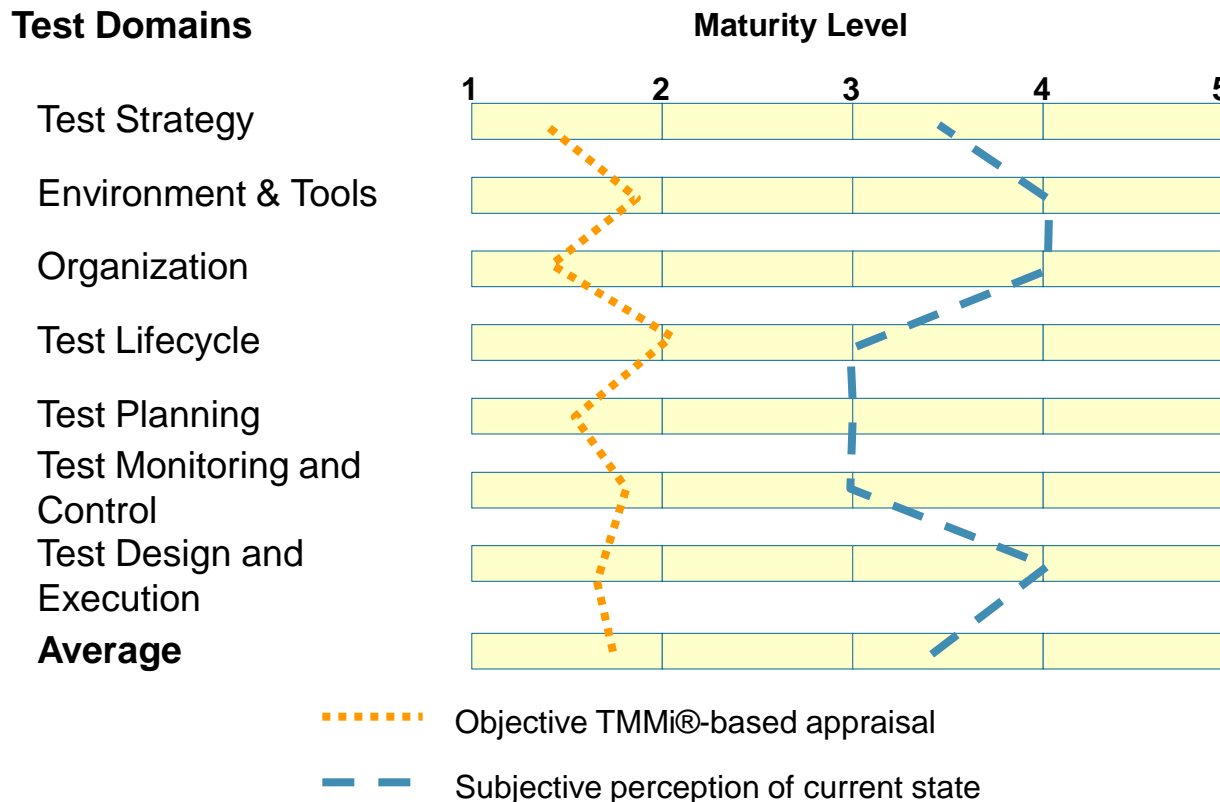 Test Domains
Maturity Level
1 2 3 4 5
Test Strategy
Environment & Tools
Organization
Test Lifecycle
Test Planning
Test Monitoring and
Control
Test Design and
Execution
Average
Objective TMMi®-based appraisal
Subjective perception of current state